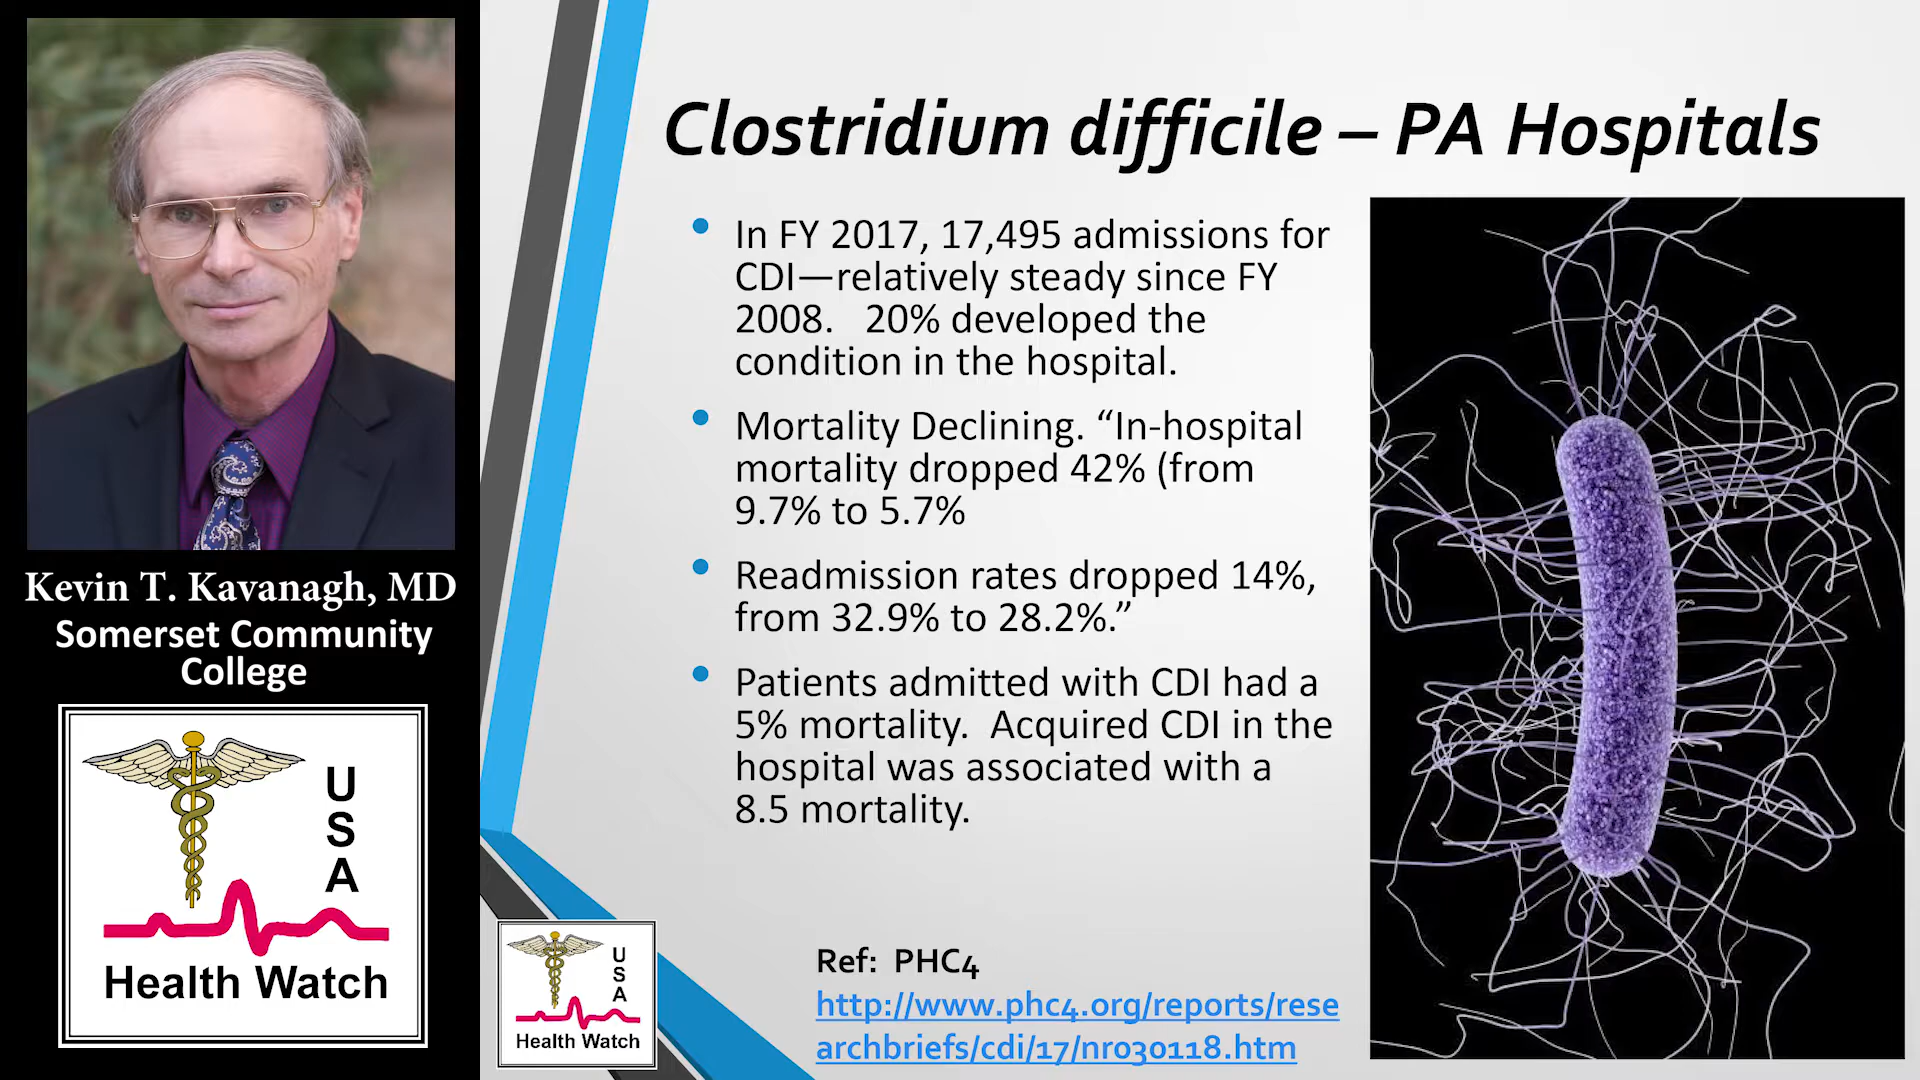 Kevin T. Kavanagh, MD
Somerset Community
College
U
S
A
Health Watch
Clostridium difficile – PA Hospitals
• In FY 2017, 17,495 admissions for
CDI—relatively steady since FY
2008.   20% developed the
condition in the hospital.
• Mortality Declining. “In-hospital
mortality dropped 42% (from
9.7% to 5.7%
• Readmission rates dropped 14%,
from 32.9% to 28.2%.”
• Patients admitted with CDI had a
5% mortality.  Acquired CDI in the
hospital was associated with a
8.5 mortality.
U
S
A
Health Watch
Ref:  PHC4
http://www.phc4.org/reports/rese
archbriefs/cdi/17/nr030118.htm